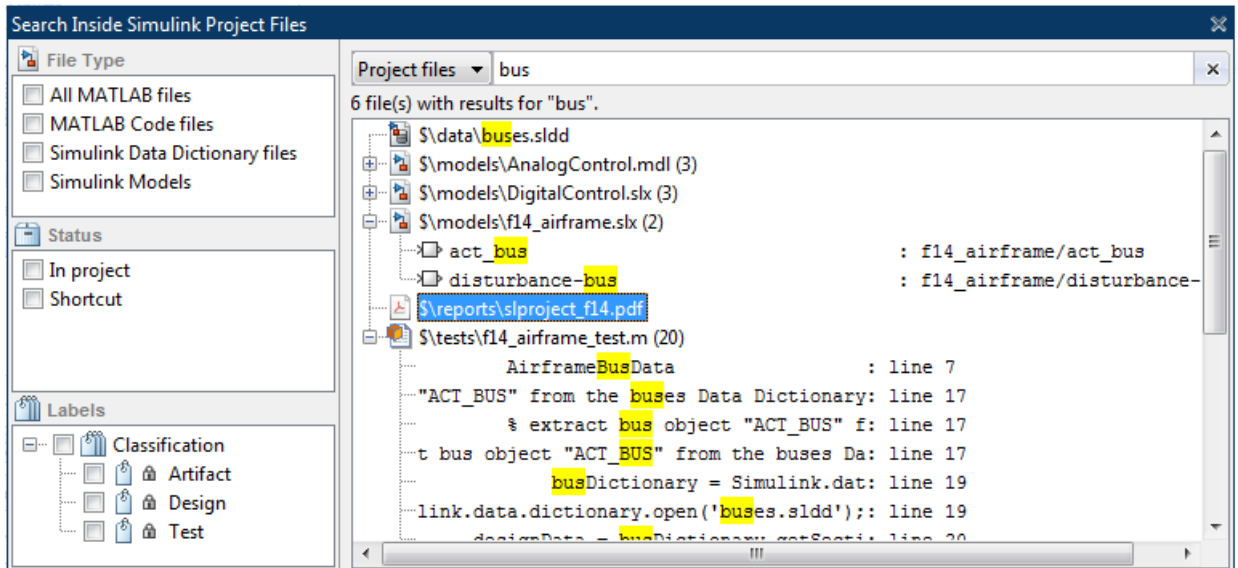 Search Inside Simulink Project Files
File Type
All MATLAB files
MATLAB Code files
Simulink Data Dictionary files
Simulink Models
Status
In project
Shortcut
Labels
Classification
Artifact
Design
Test
Project files bus
6 file(s) with results for "bus".
$\data\buses.sldd
$\models\AnalogControl.mdl (3)
$\models\DigitalControl.slx (3)
$\models\f14_airframe.slx (2)
act_bus : f14_airframe/act_bus
disturbance-bus : f14_airframe/disturbance-
$\reports\slproject_f14.pdf
$\tests\f14_airframe_test.m (20)
AirframeBusData : line 7
"ACT_BUS" from the buses Data Dictionary: line 17
% extract bus object "ACT_BUS" f: line 17
t bus object "ACT_BUS" from the buses Da: line 17
busDictionary = Simulink.dat: line 19
link.data.dictionary.open('buses.sldd');: line 19
designData = busDictionary.getSecti: line 20